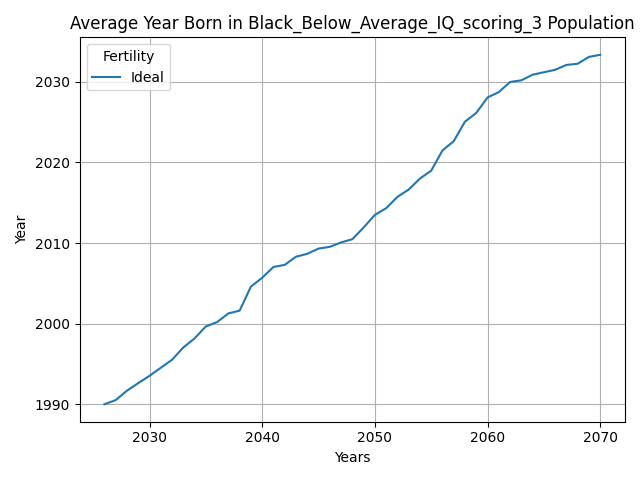 Average Year Born in Black_Below_Average_IQ_scoring_3 Population
Fertility
Ideal
2030
2020
2010
2000
1990
Year
2030 2040 2050 2060 2070
Years